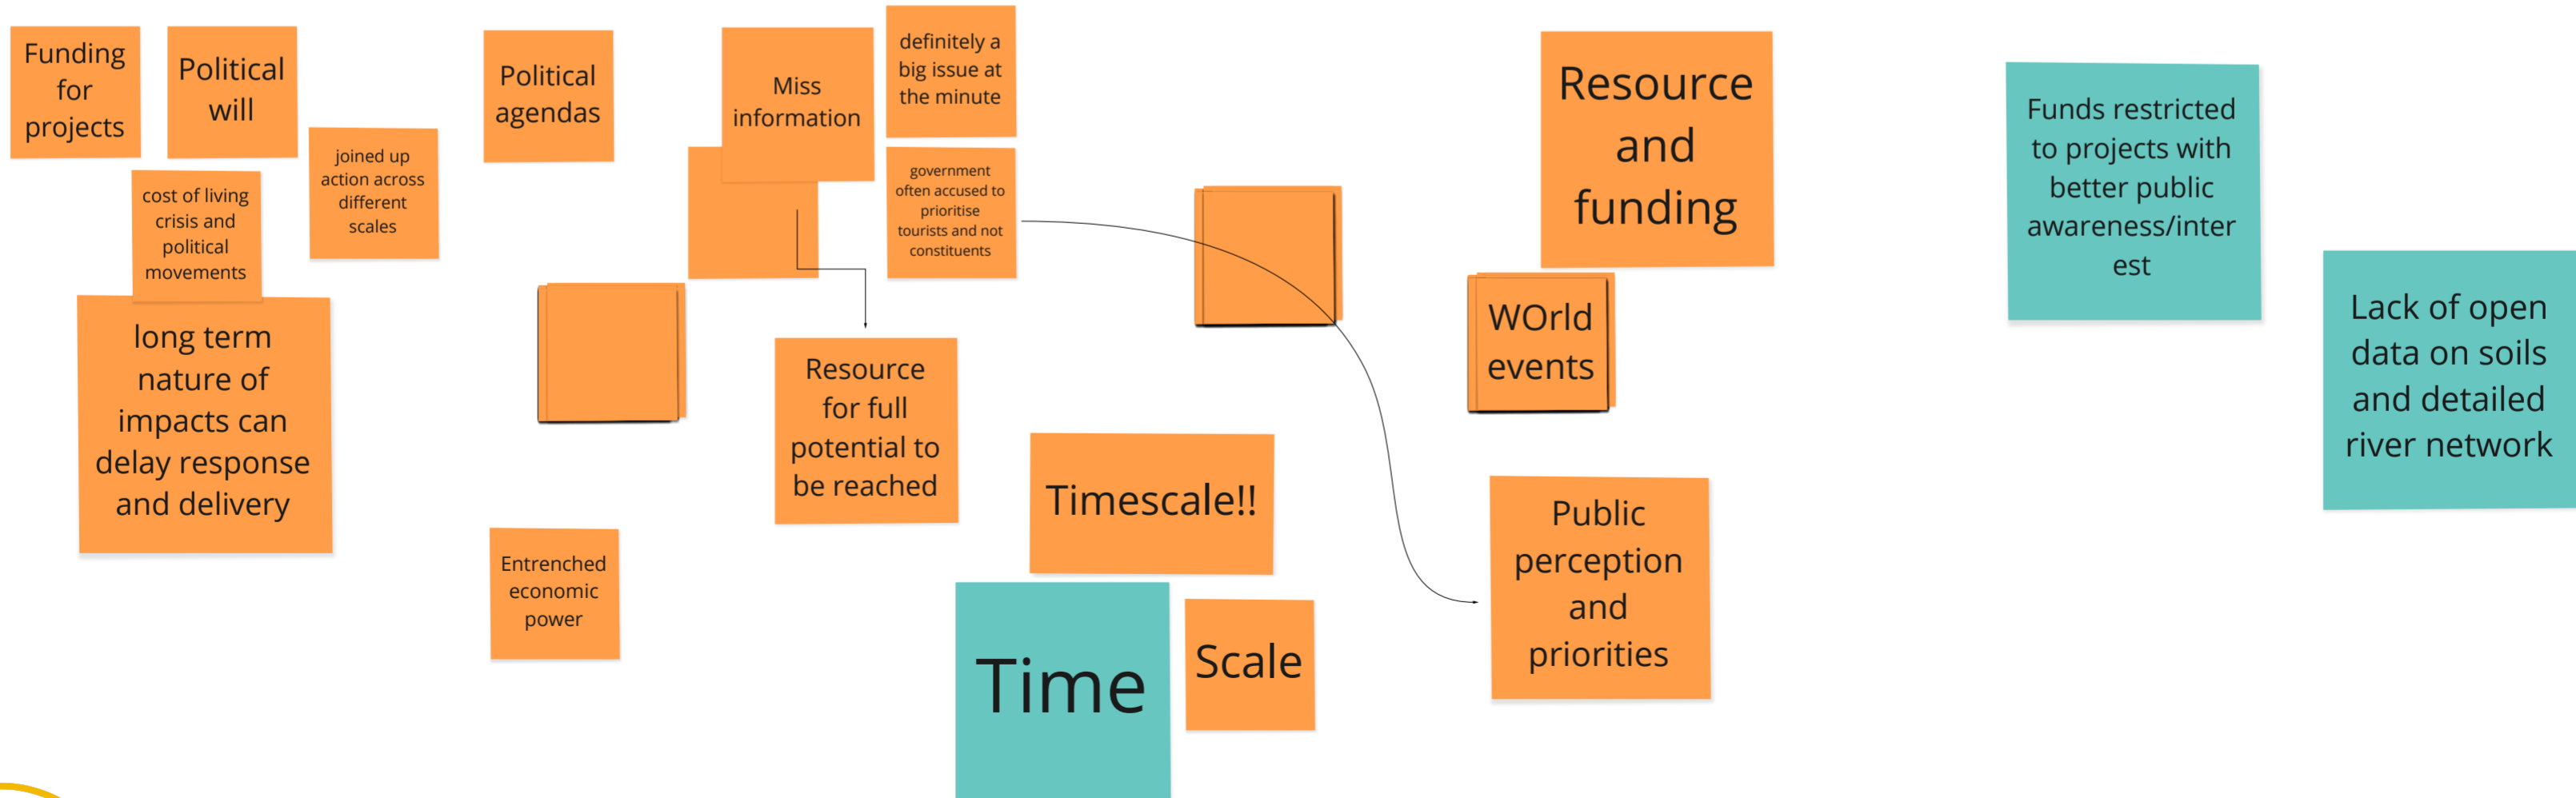 Funding
for
projects
Political
will
joined up
action across
different
scales
cost of living
crisis and
political
movements
long term
nature of
impacts can
delay response
and delivery
Political
agendas
Miss
information
definitely a
big issue at
the minute
government
often accused to
prioritise
tourists and not
constituents
Resource
for full
potential to
be reached
Entrenched
economic
power
Timescale!!
Time
Scale
Resource
and
funding
WOrld
events
Public
perception
and
priorities
Funds restricted
to projects with
better public
awareness/inter
est
Lack of open
data on soils
and detailed
river network